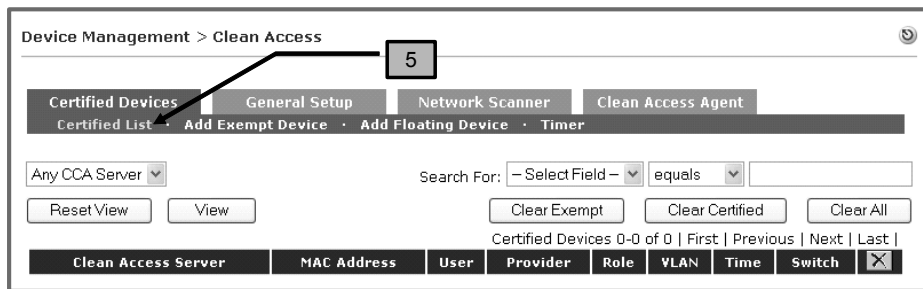 Device Management > Clean Access
5
Certified Devices General Setup Network Scanner Clean Access Agent
Certified List · Add Exempt Device · Add Floating Device · Timer
Any CCA Server Search For: – Select Field – equals
Reset View View Clear Exempt Clear Certified Clear All
Certified Devices 0-0 of 0 | First | Previous | Next | Last |
Clean Access Server MAC Address User Provider Role VLAN Time Switch X